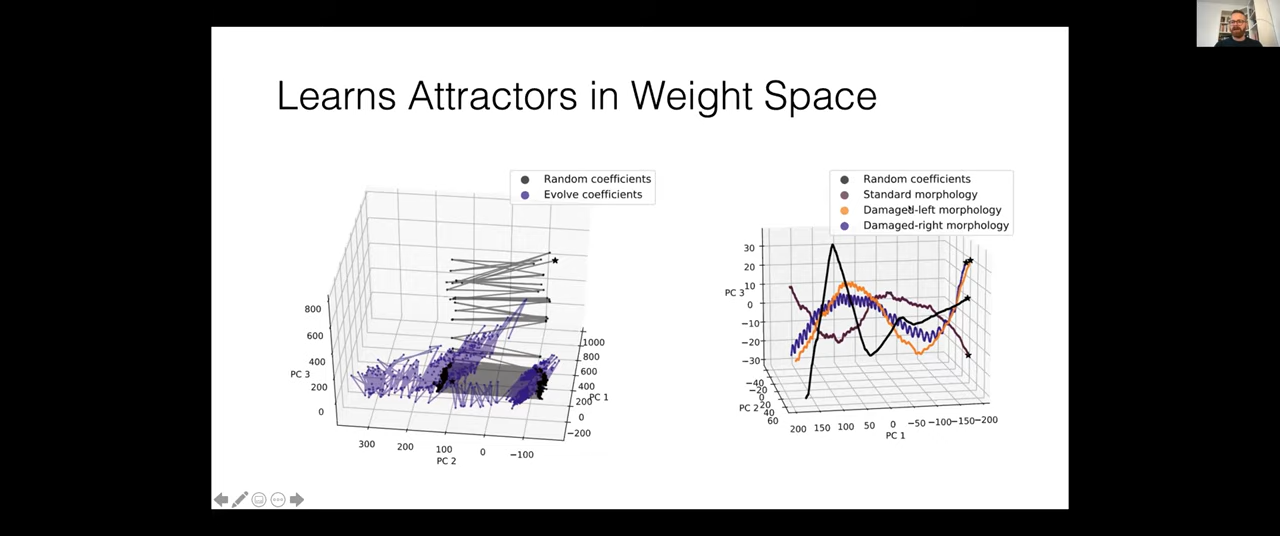 Learns Attractors in Weight Space
Random coefficients
Evolve coefficients
800
600
400
200
0
PC 3
300
200
100
0
−100
PC 2
1000
800
600
400
200
0
−200
PC 1
Random coefficients
Standard morphology
Damaged-left morphology
Damaged-right morphology
30
20
10
0
−10
−20
−30
PC 3
−40
−20
0
20
40
60
PC 2
200 150 100 50 0 −50 −100 −150 −200
PC 1